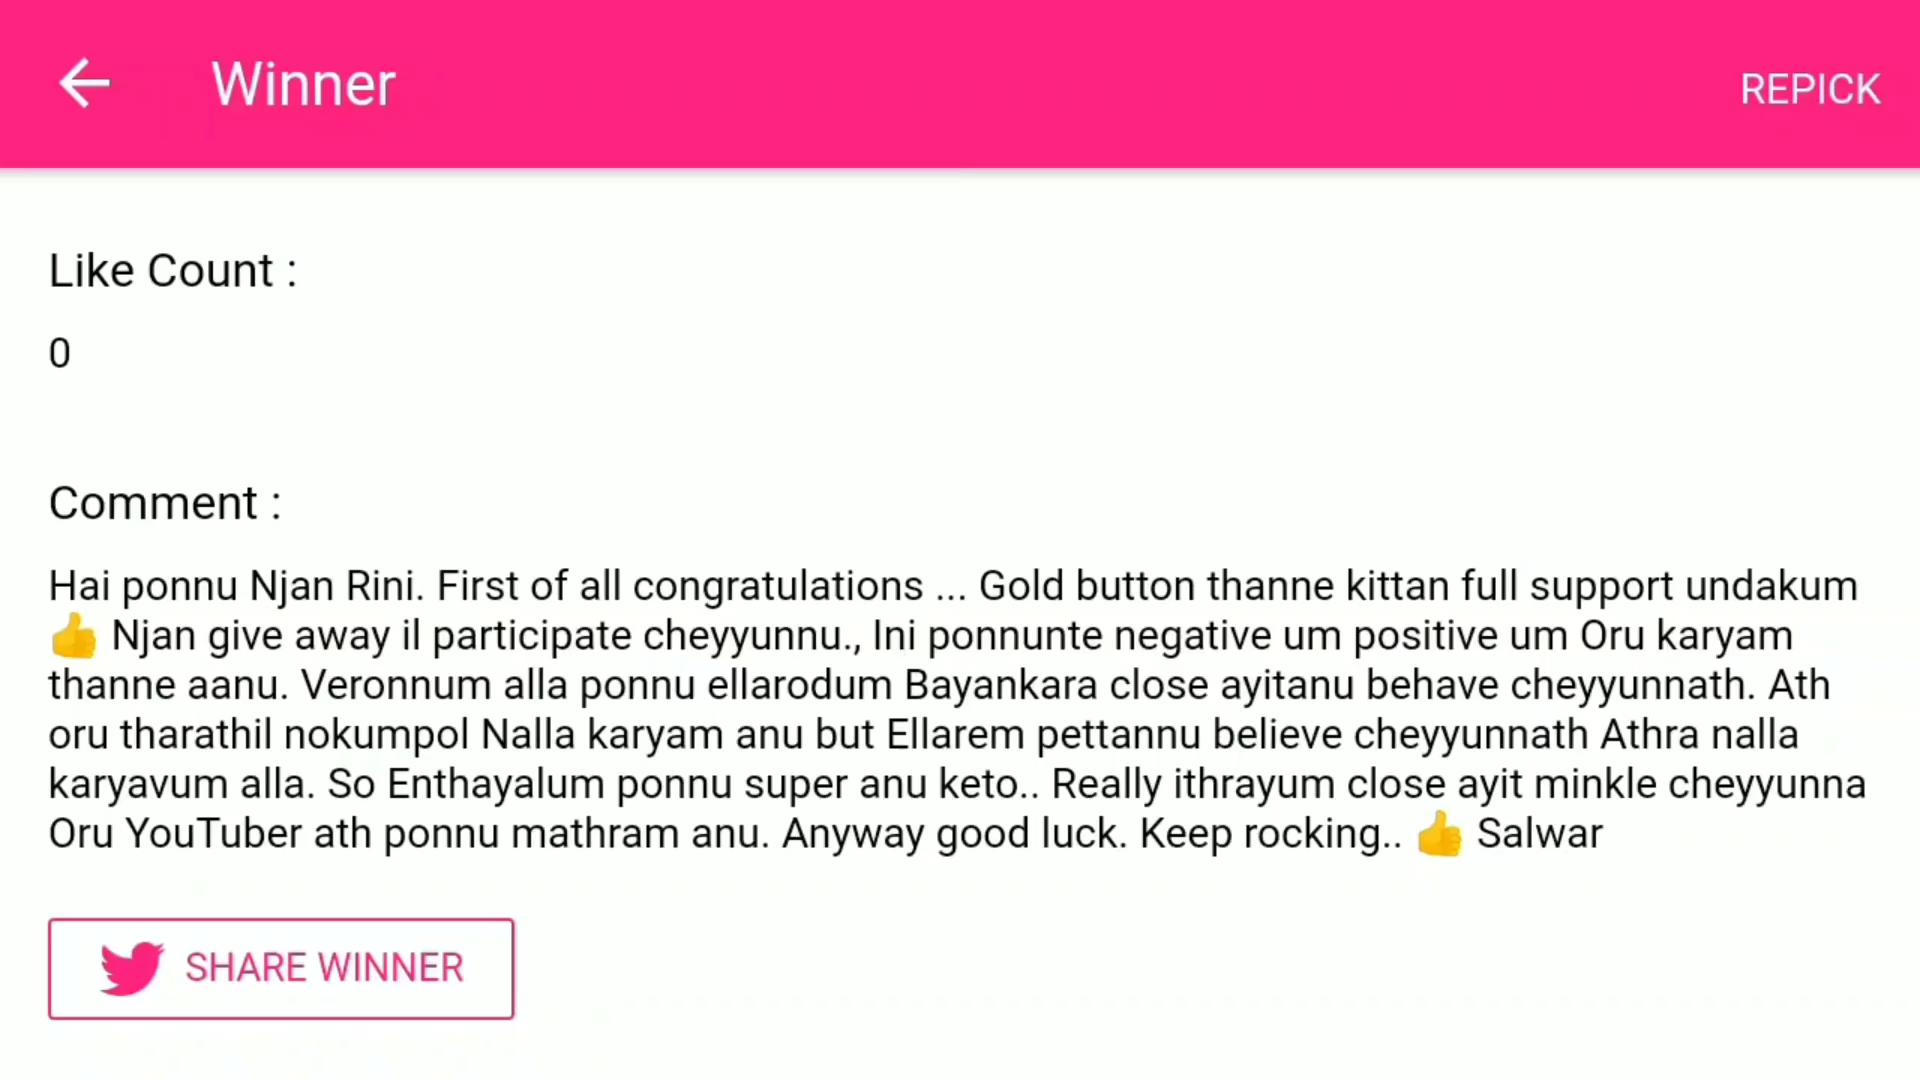 Winner
REPICK
Like Count :
0
Comment :
Hai ponnu Njan Rini. First of all congratulations ... Gold button thanne kittan full support undakum
👍 Njan give away il participate cheyyunnu., Ini ponnunte negative um positive um Oru karyam
thanne aanu. Veronnum alla ponnu ellarodum Bayankara close ayitanu behave cheyyunnath. Ath
oru tharathil nokumpol Nalla karyam anu but Ellarem pettannu believe cheyyunnath Athra nalla
karyavum alla. So Enthayalum ponnu super anu keto.. Really ithrayum close ayit minkle cheyyunna
Oru YouTuber ath ponnu mathram anu. Anyway good luck. Keep rocking.. 👍 Salwar
SHARE WINNER